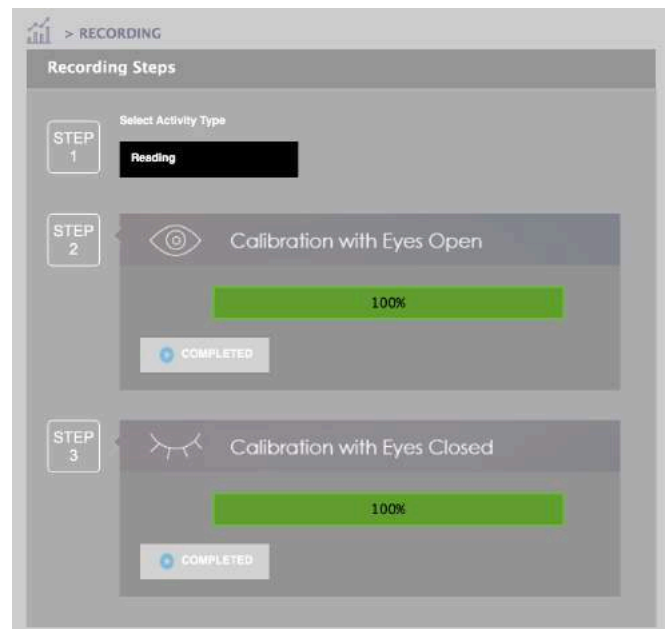 > RECORDING
Recording Steps
STEP
1
Select Activity Type
Reading
STEP
2
Calibration with Eyes Open
100%
COMPLETED
STEP
3
Calibration with Eyes Closed
100%
COMPLETED